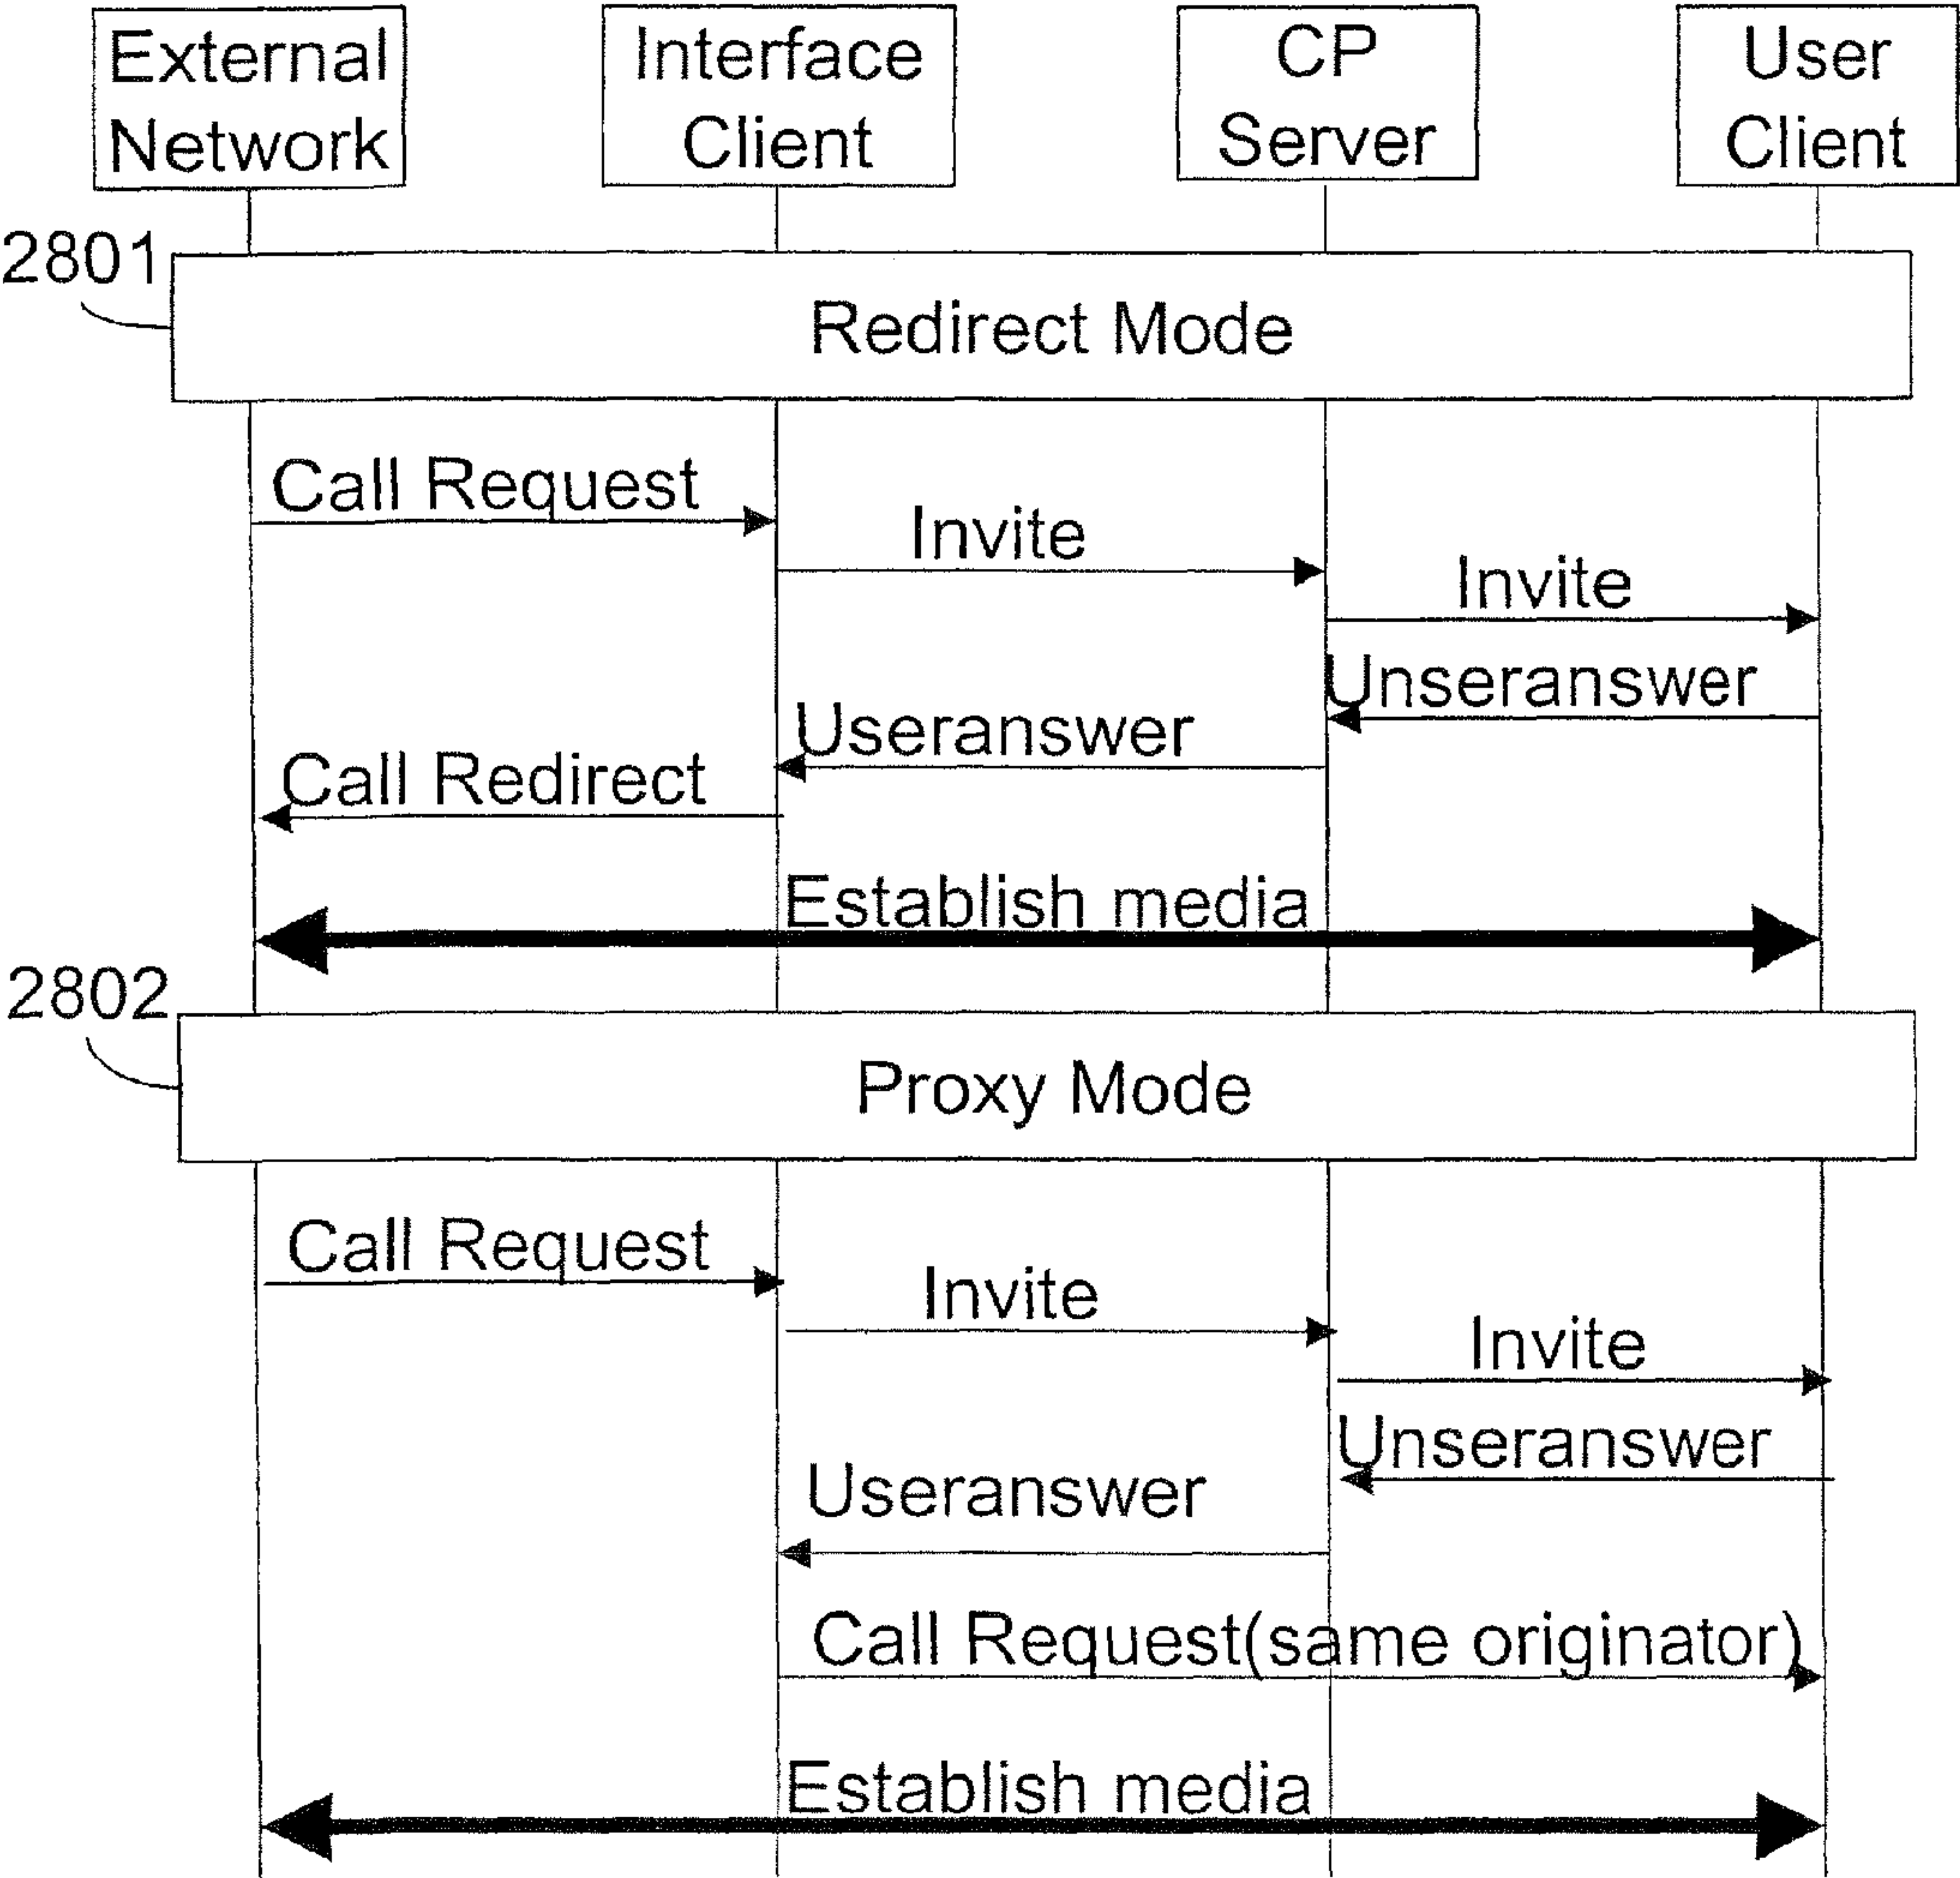 External
Network
Interface
Client
CP
Server
User
Client
2801
Redirect Mode
Call Request
Invite
Invite
Unseranswer
Useranswer
Call Redirect
Establish media
2802
Proxy Mode
Call Request
Invite
Invite
Unseranswer
Useranswer
Call Request(same originator)
Establish media